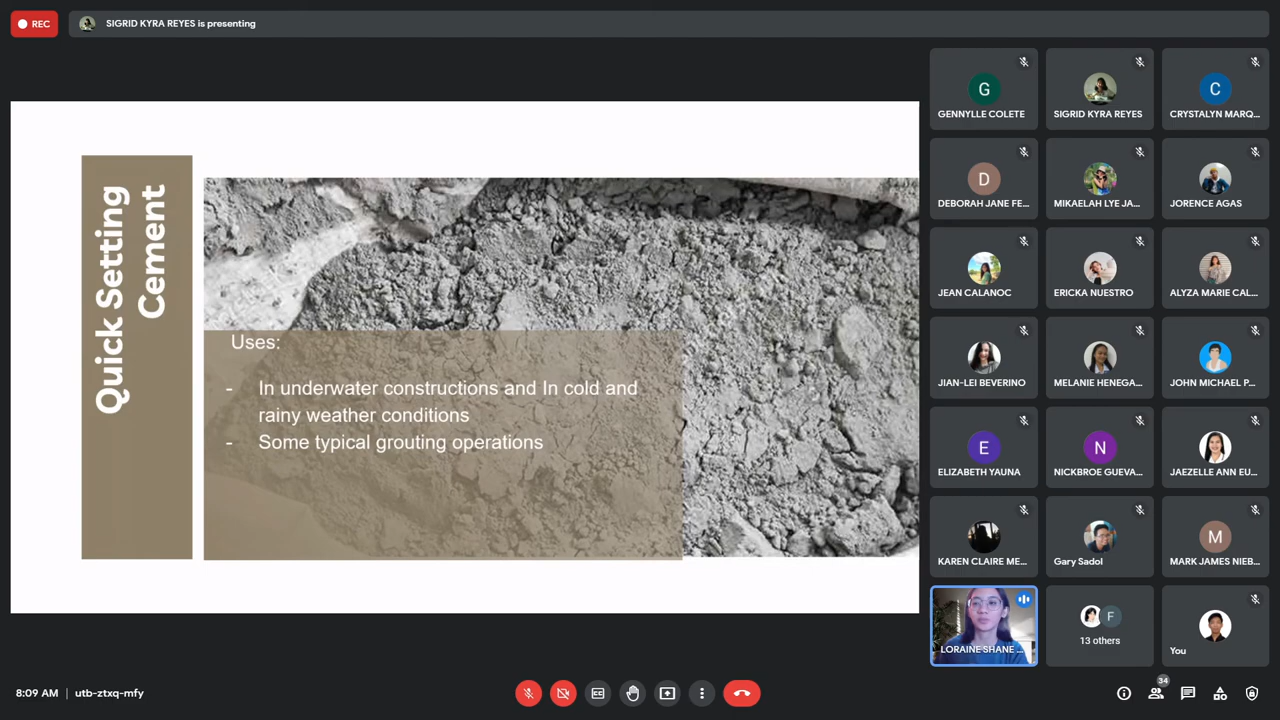 REC
SIGRID KYRA REYES is presenting
Quick Setting
Cement
Uses:
- In underwater constructions and In cold and
rainy weather conditions
- Some typical grouting operations
G
GENNYLLE COLETE
SIGRID KYRA REYES
C
CRYSTALYN MARQ...
D
DEBORAH JANE FE...
MIKAELAH LYE JA...
JORENCE AGAS
JEAN CALANOC
ERICKA NUESTRO
ALYZA MARIE CAL...
JIAN-LEI BEVERINO
MELANIE HENEGA...
JOHN MICHAEL P...
E
ELIZABETH YAUNA
N
NICKBROE GUEVA...
JAEZELLE ANN EU...
KAREN CLAIRE ME...
Gary Sadol
M
MARK JAMES NIEB...
LORAINE SHANE ...
F
13 others
You
8:09 AM | utb-ztxq-mfy
CC
34